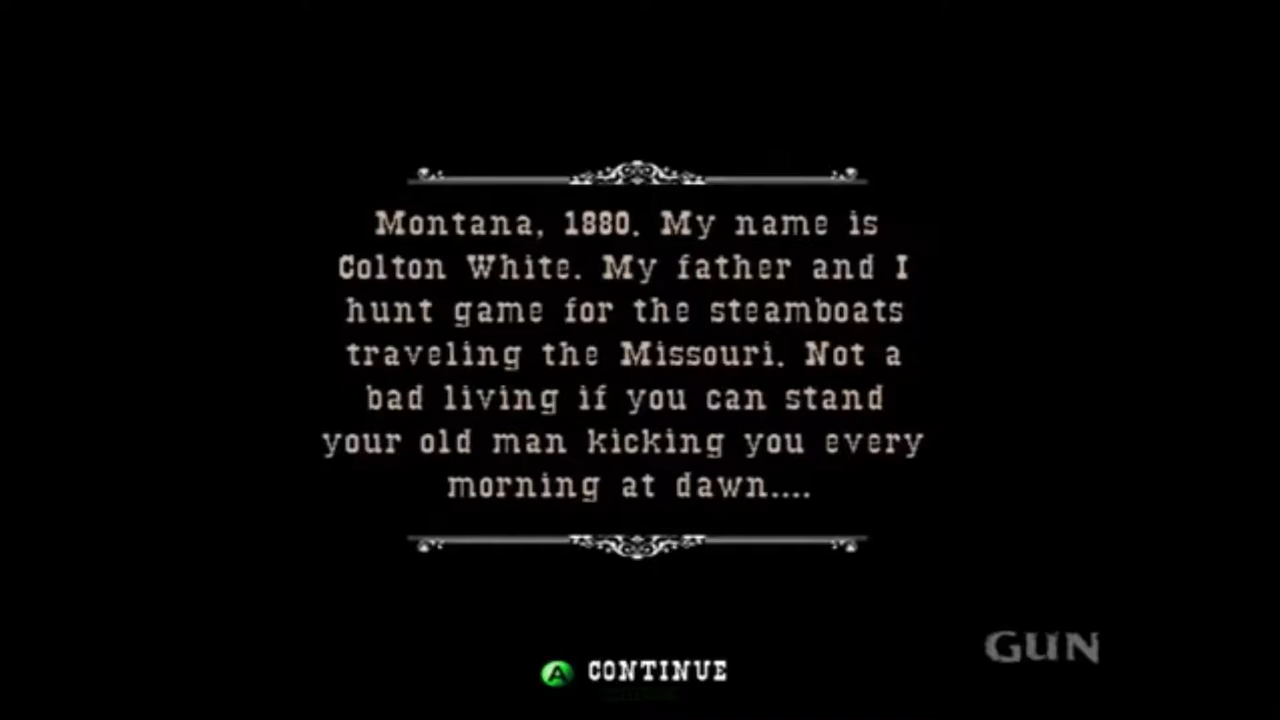 Montana, 1880. My name is
Colton White. My father and I
hunt game for the steamboats
traveling the Missouri. Not a
bad living if you can stand
your old man kicking you every
morning at dawn....
GUN
A CONTINUE